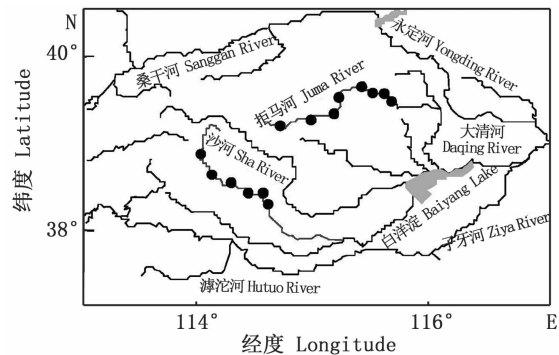 N
40°
38°
纬度 Latitude
桑干河 Sanggan River
永定河 Yongding River
拒马河 Juma River
大清河
Daqing River
沙河 Sha River
白洋淀 Baiyang Lake
子牙河 Ziya River
滹沱河 Hutuo River
114°
116°
E
经度 Longitude